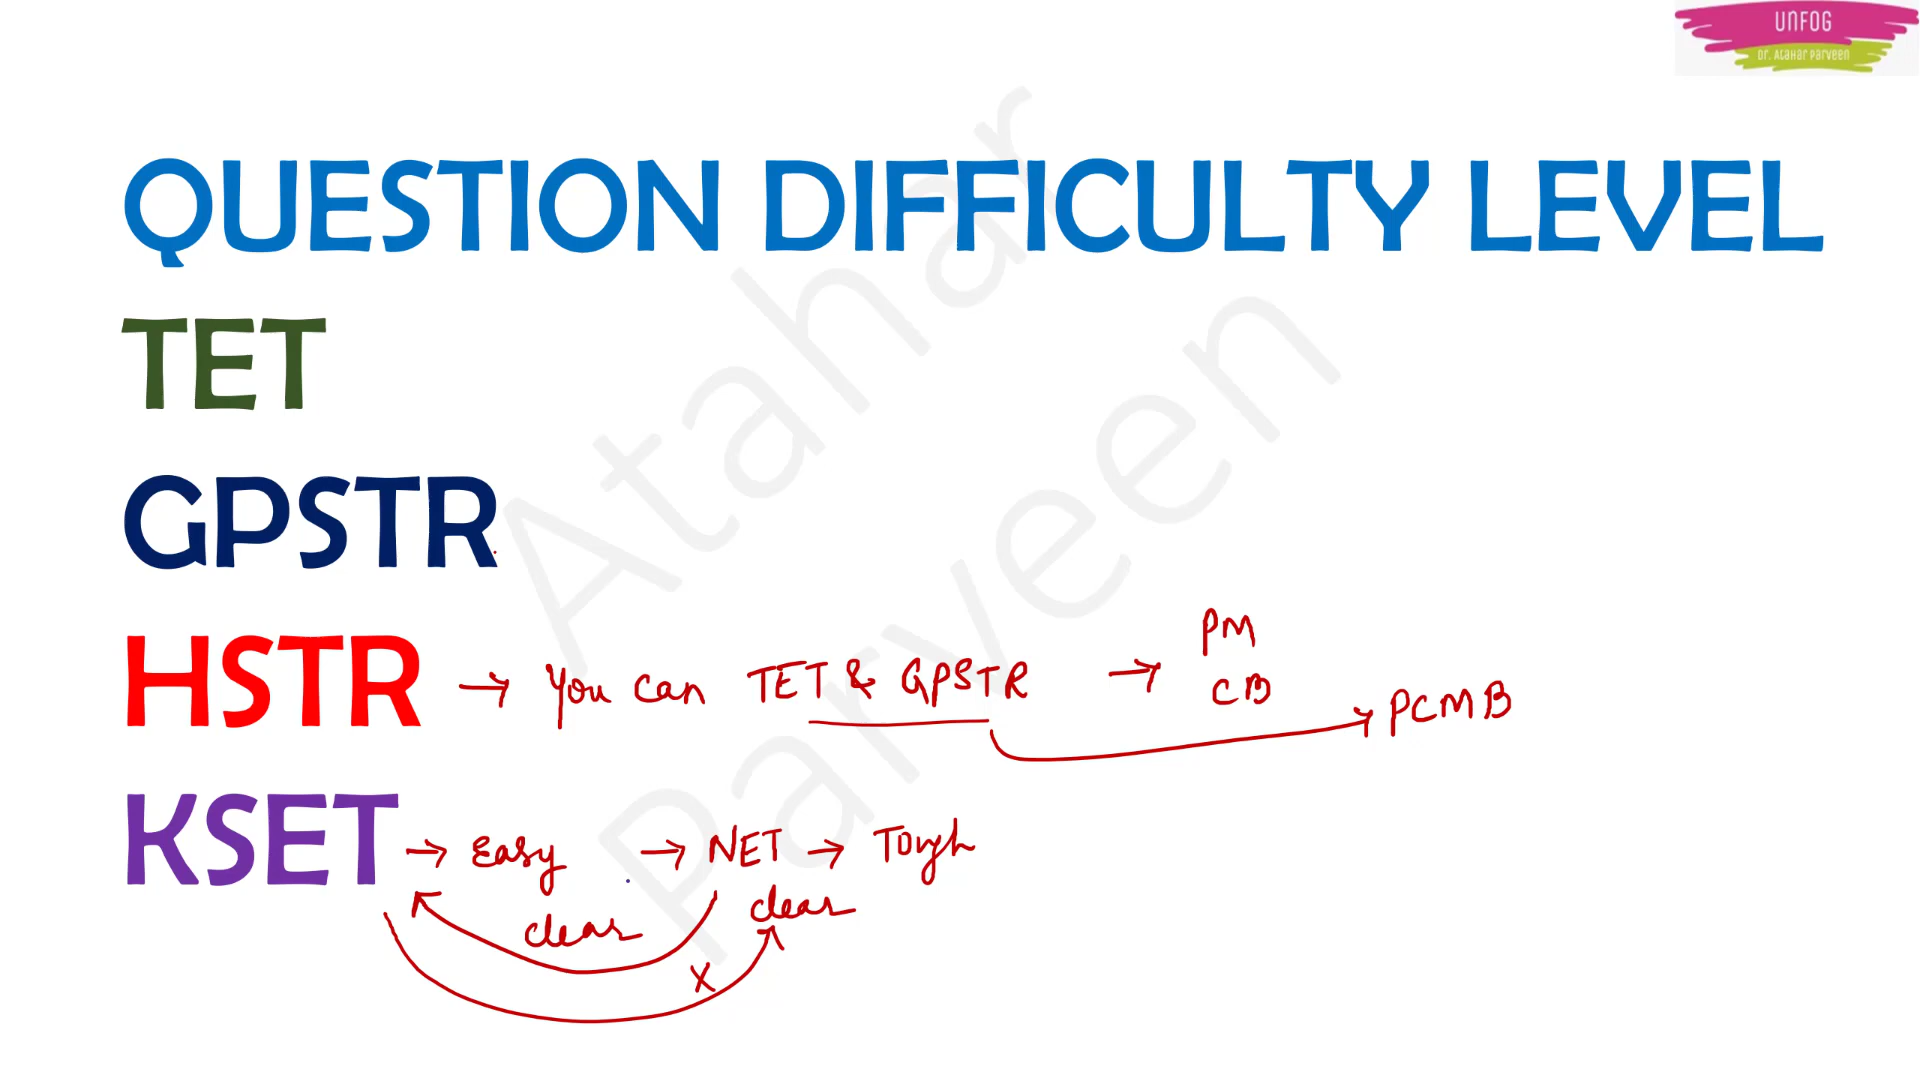 UNFOG
Dr. Atahar Parveen
QUESTION DIFFICULTY LEVEL
TET
GPSTR
HSTR → You can TET & GPSTR → PM
CB
PCMB
KSET → Easy → NET → Tough
clear clear
X
Atahar
Parveen